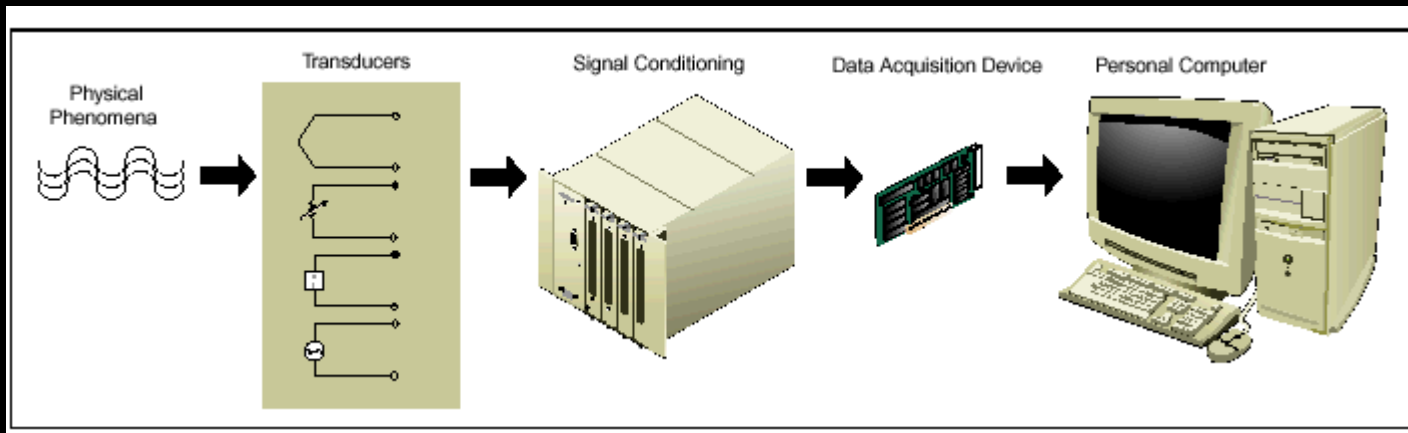 Physical
Phenomena
Transducers
Signal Conditioning
Data Acquisition Device
Personal Computer